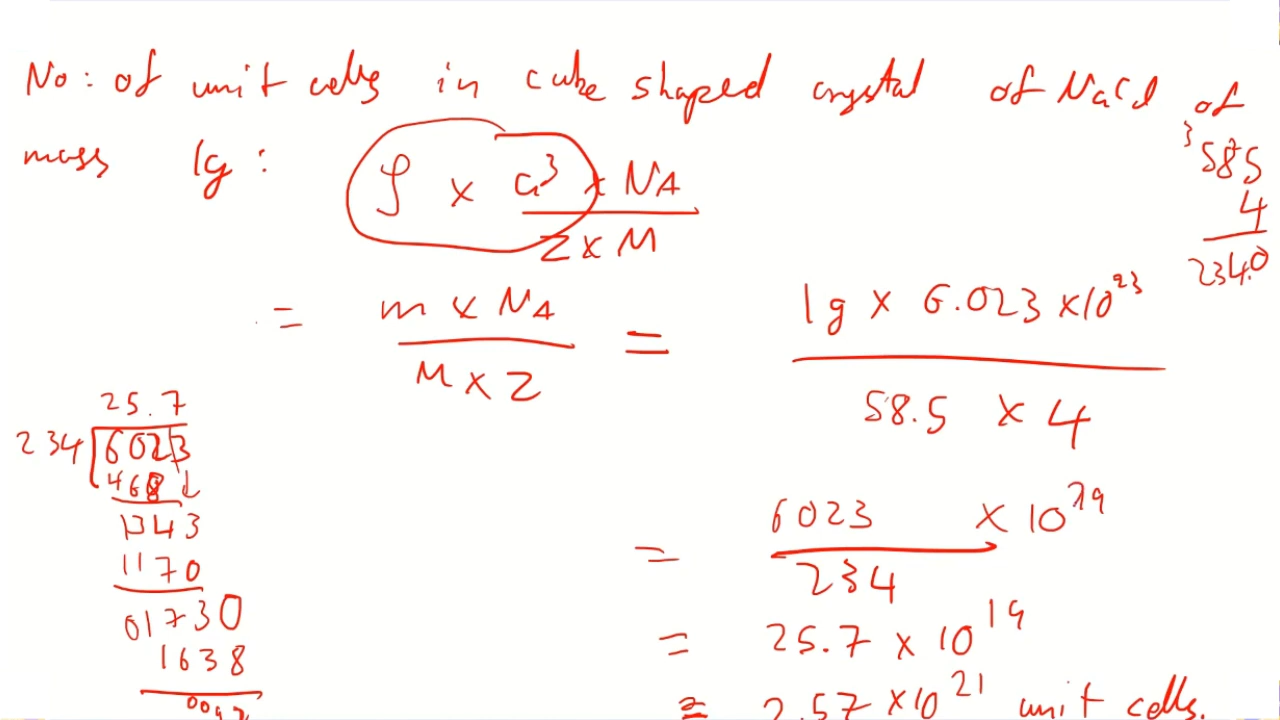 No: of unit cells in cube shaped crystal of NaCl of
mass 1g : ρ × a³ × NA
Z × M
= m × NA = 1g × 6.023 × 10²³
M × Z 58.5 × 4
585
4
2340
25.7
234 6023
468
1343
1170
01730
1638
= 6023 × 10¹⁹
234
= 25.7 × 10¹⁹
= 2.57 × 10²¹ unit cells.